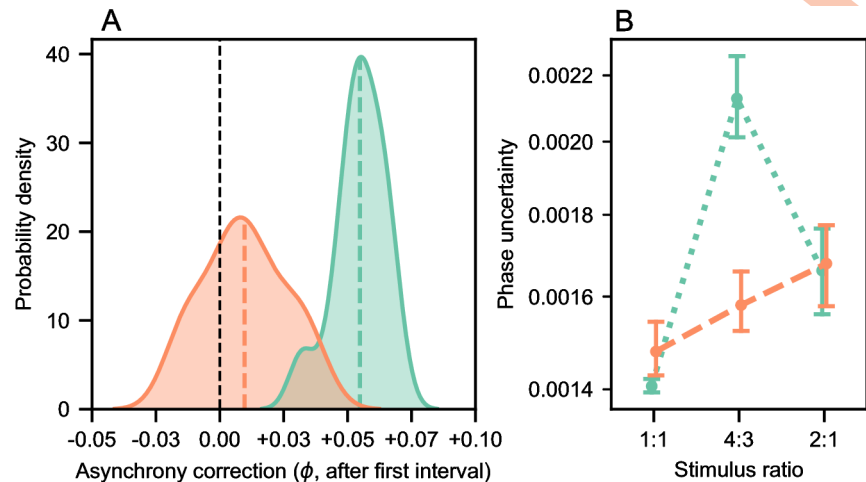 A
40
30
20
10
0
Probability density
-0.05 -0.03 0.00 +0.03 +0.05 +0.07 +0.10
Asynchrony correction (ϕ, after first interval)
B
0.0022
0.0020
0.0018
0.0016
0.0014
Phase uncertainty
1:1 4:3 2:1
Stimulus ratio